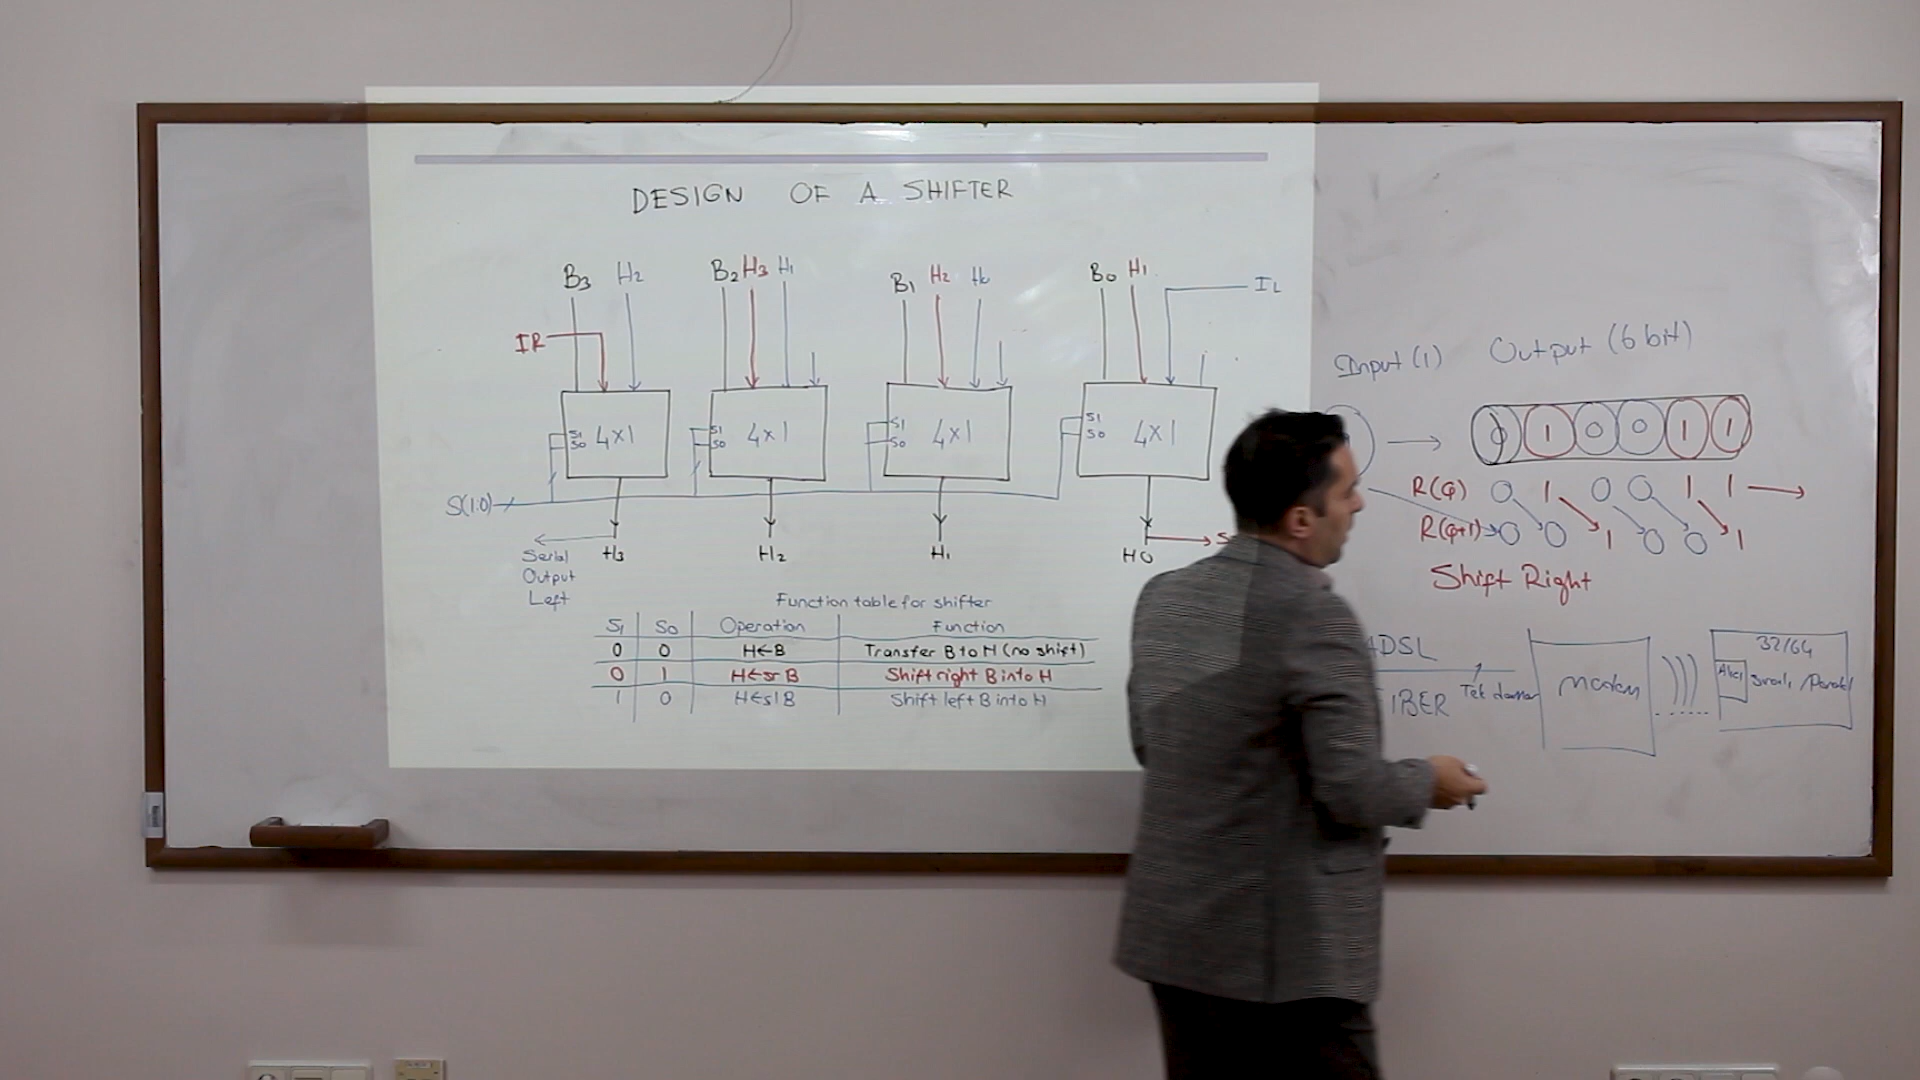 DESIGN OF A SHIFTER
B3 H2
B2 H3 H1
B1 H2
B0 H1
IL
IR
S1
S0
4x1
S1
S0
4x1
S1
S0
4x1
S1
S0
4x1
S(1:0)
H3
H2
H1
H0
Serial
Output
Left
Function table for shifter
S1 S0 Operation Function
0 0 H←B Transfer B to H (no shift)
0 1 H←sr B Shift right B into H
1 0 H←sl B Shift left B into H
Input (1) Output (6 bit)
0 1 0 0 1 1
R(φ) 0 1 0 0 1 1
R(φ+1) 0 0 1 0 0 1
Shift Right
ADSL
Tek damar
Modem
32/64
Alıcı